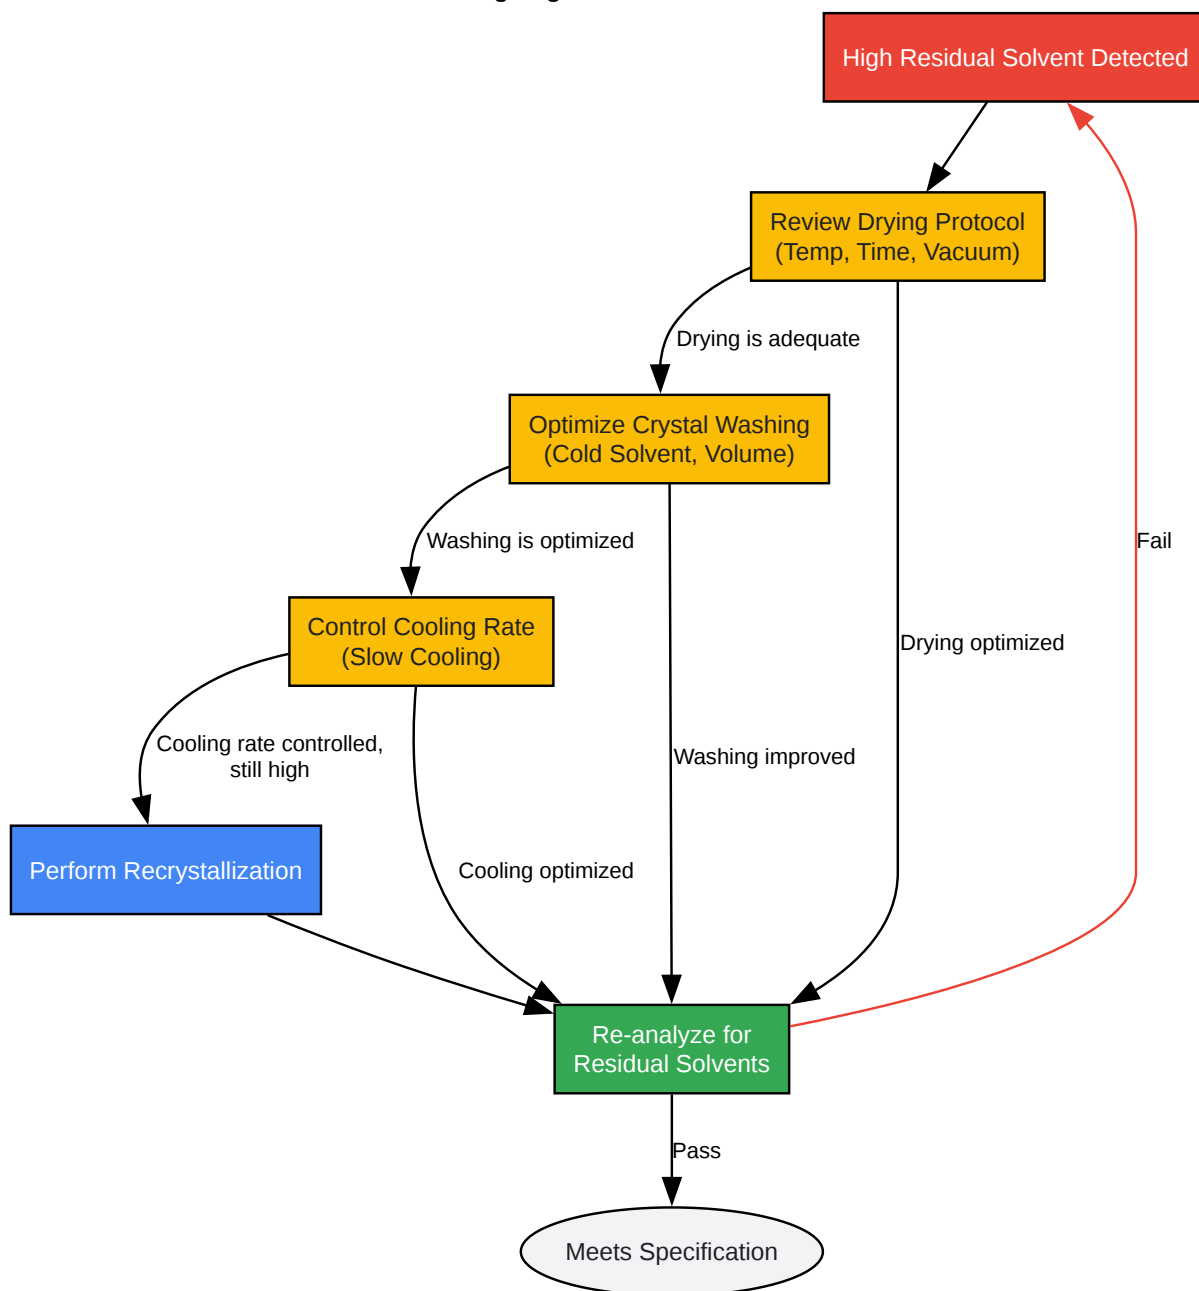 High Residual Solvent Detected
Review Drying Protocol
(Temp, Time, Vacuum)
Drying is adequate
Optimize Crystal Washing
(Cold Solvent, Volume)
Washing is optimized
Fail
Control Cooling Rate
(Slow Cooling)
Drying optimized
Cooling rate controlled,
still high
Washing improved
Perform Recrystallization
Cooling optimized
Re-analyze for
Residual Solvents
Pass
Meets Specification